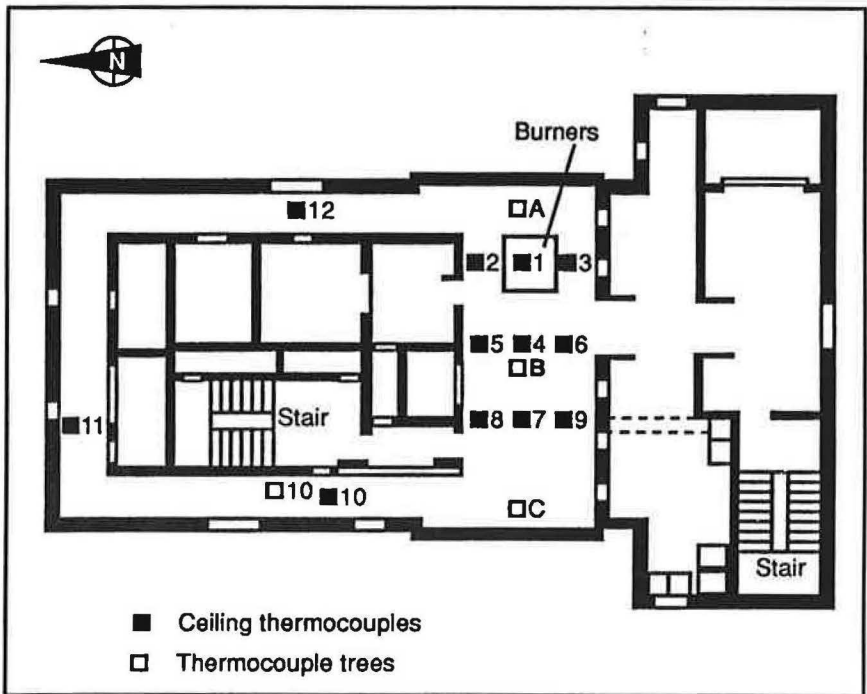 N
Burners
A
12
2
1
3
5
4
6
B
8
7
9
11
Stair
10
10
C
Stair
Ceiling thermocouples
Thermocouple trees